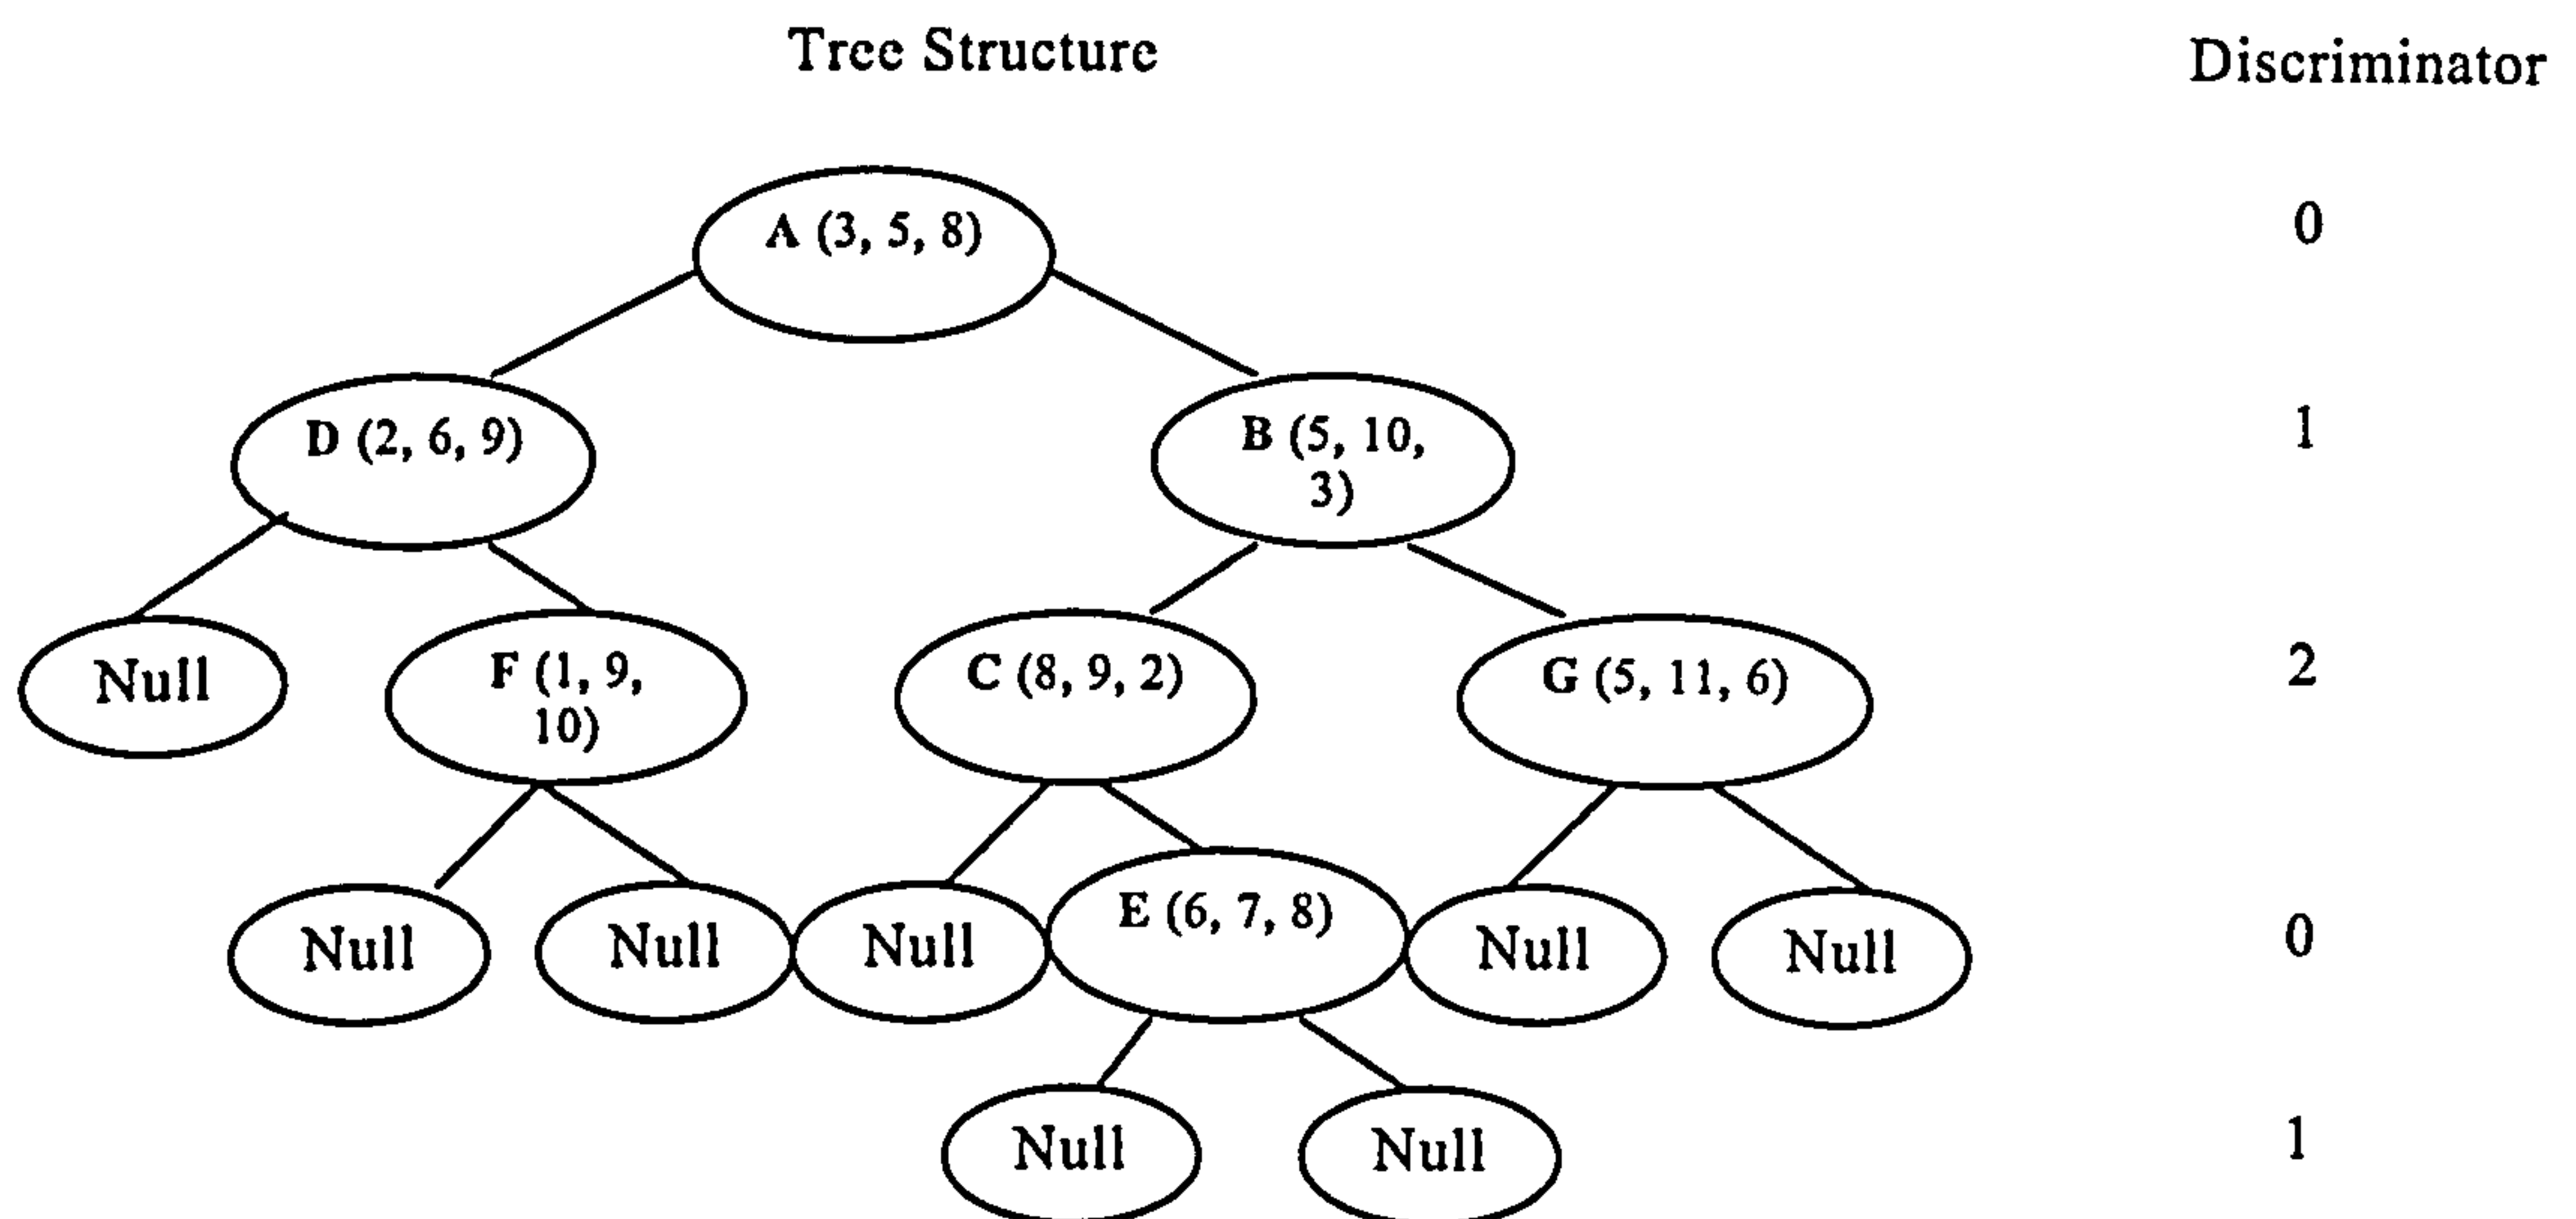 Tree Structure
Discriminator
A (3, 5, 8)
0
D (2, 6, 9)
B (5, 10,
3)
1
Null
F (1, 9,
10)
C (8, 9, 2)
G (5, 11, 6)
2
Null
Null
Null
E (6, 7, 8)
Null
Null
0
Null
Null
1